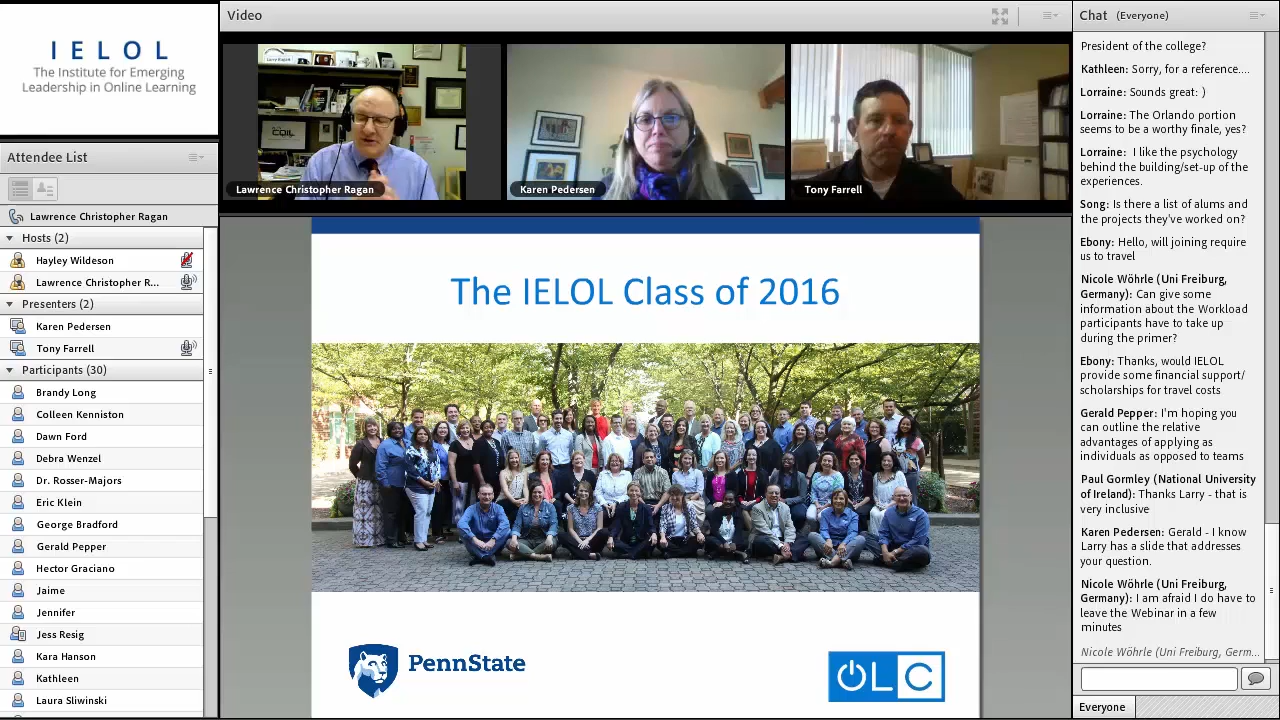 I E L O L
The Institute for Emerging
Leadership in Online Learning
Attendee List
Lawrence Christopher Ragan
Hosts (2)
Hayley Wildeson
Lawrence Christopher R...
Presenters (2)
Karen Pedersen
Tony Farrell
Participants (30)
Brandy Long
Colleen Kenniston
Dawn Ford
Debra Wenzel
Dr. Rosser-Majors
Eric Klein
George Bradford
Gerald Pepper
Hector Graciano
Jaime
Jennifer
Jess Resig
Kara Hanson
Kathleen
Laura Sliwinski
Video
COIL
Lawrence Christopher Ragan
Karen Pedersen
Tony Farrell
The IELOL Class of 2016
PennState
OLC
Chat (Everyone)
President of the college?
Kathleen: Sorry, for a reference....
Lorraine: Sounds great: )
Lorraine: The Orlando portion
seems to be a worthy finale, yes?
Lorraine: I like the psychology
behind the building/set-up of the
experiences.
Song: Is there a list of alums and
the projects they've worked on?
Ebony: Hello, will joining require
us to travel
Nicole Wöhrle (Uni Freiburg,
Germany): Can give some
information about the Workload
participants have to take up
during the primer?
Ebony: Thanks, would IELOL
provide some financial support/
scholarships for travel costs
Gerald Pepper: I'm hoping you
can outline the relative
advantages of applying as
individuals as opposed to teams
Paul Gormley (National University
of Ireland): Thanks Larry - that is
very inclusive
Karen Pedersen: Gerald - I know
Larry has a slide that addresses
your question.
Nicole Wöhrle (Uni Freiburg,
Germany): I am afraid I do have to
leave the Webinar in a few
minutes
Nicole Wöhrle (Uni Freiburg, Germ...
Everyone